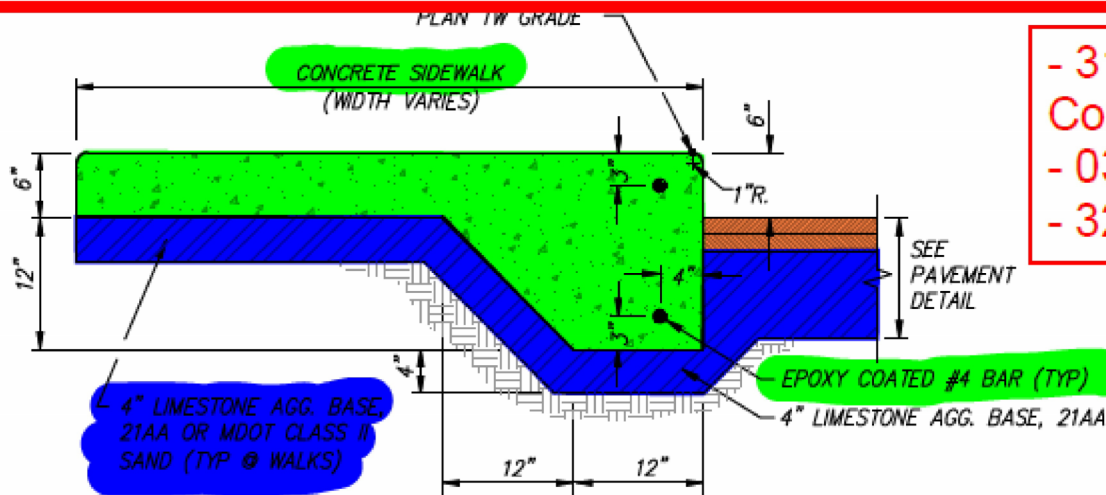 PLAN TW GRADE
CONCRETE SIDEWALK
(WIDTH VARIES)
- 31
Co
- 03
- 32
6"
6"
3"
1"R.
12"
4"
SEE
PAVEMENT
DETAIL
3"
4"
EPOXY COATED #4 BAR (TYP)
4" LIMESTONE AGG. BASE,
21AA OR MDOT CLASS II
SAND (TYP @ WALKS)
4" LIMESTONE AGG. BASE, 21AA
12"
12"